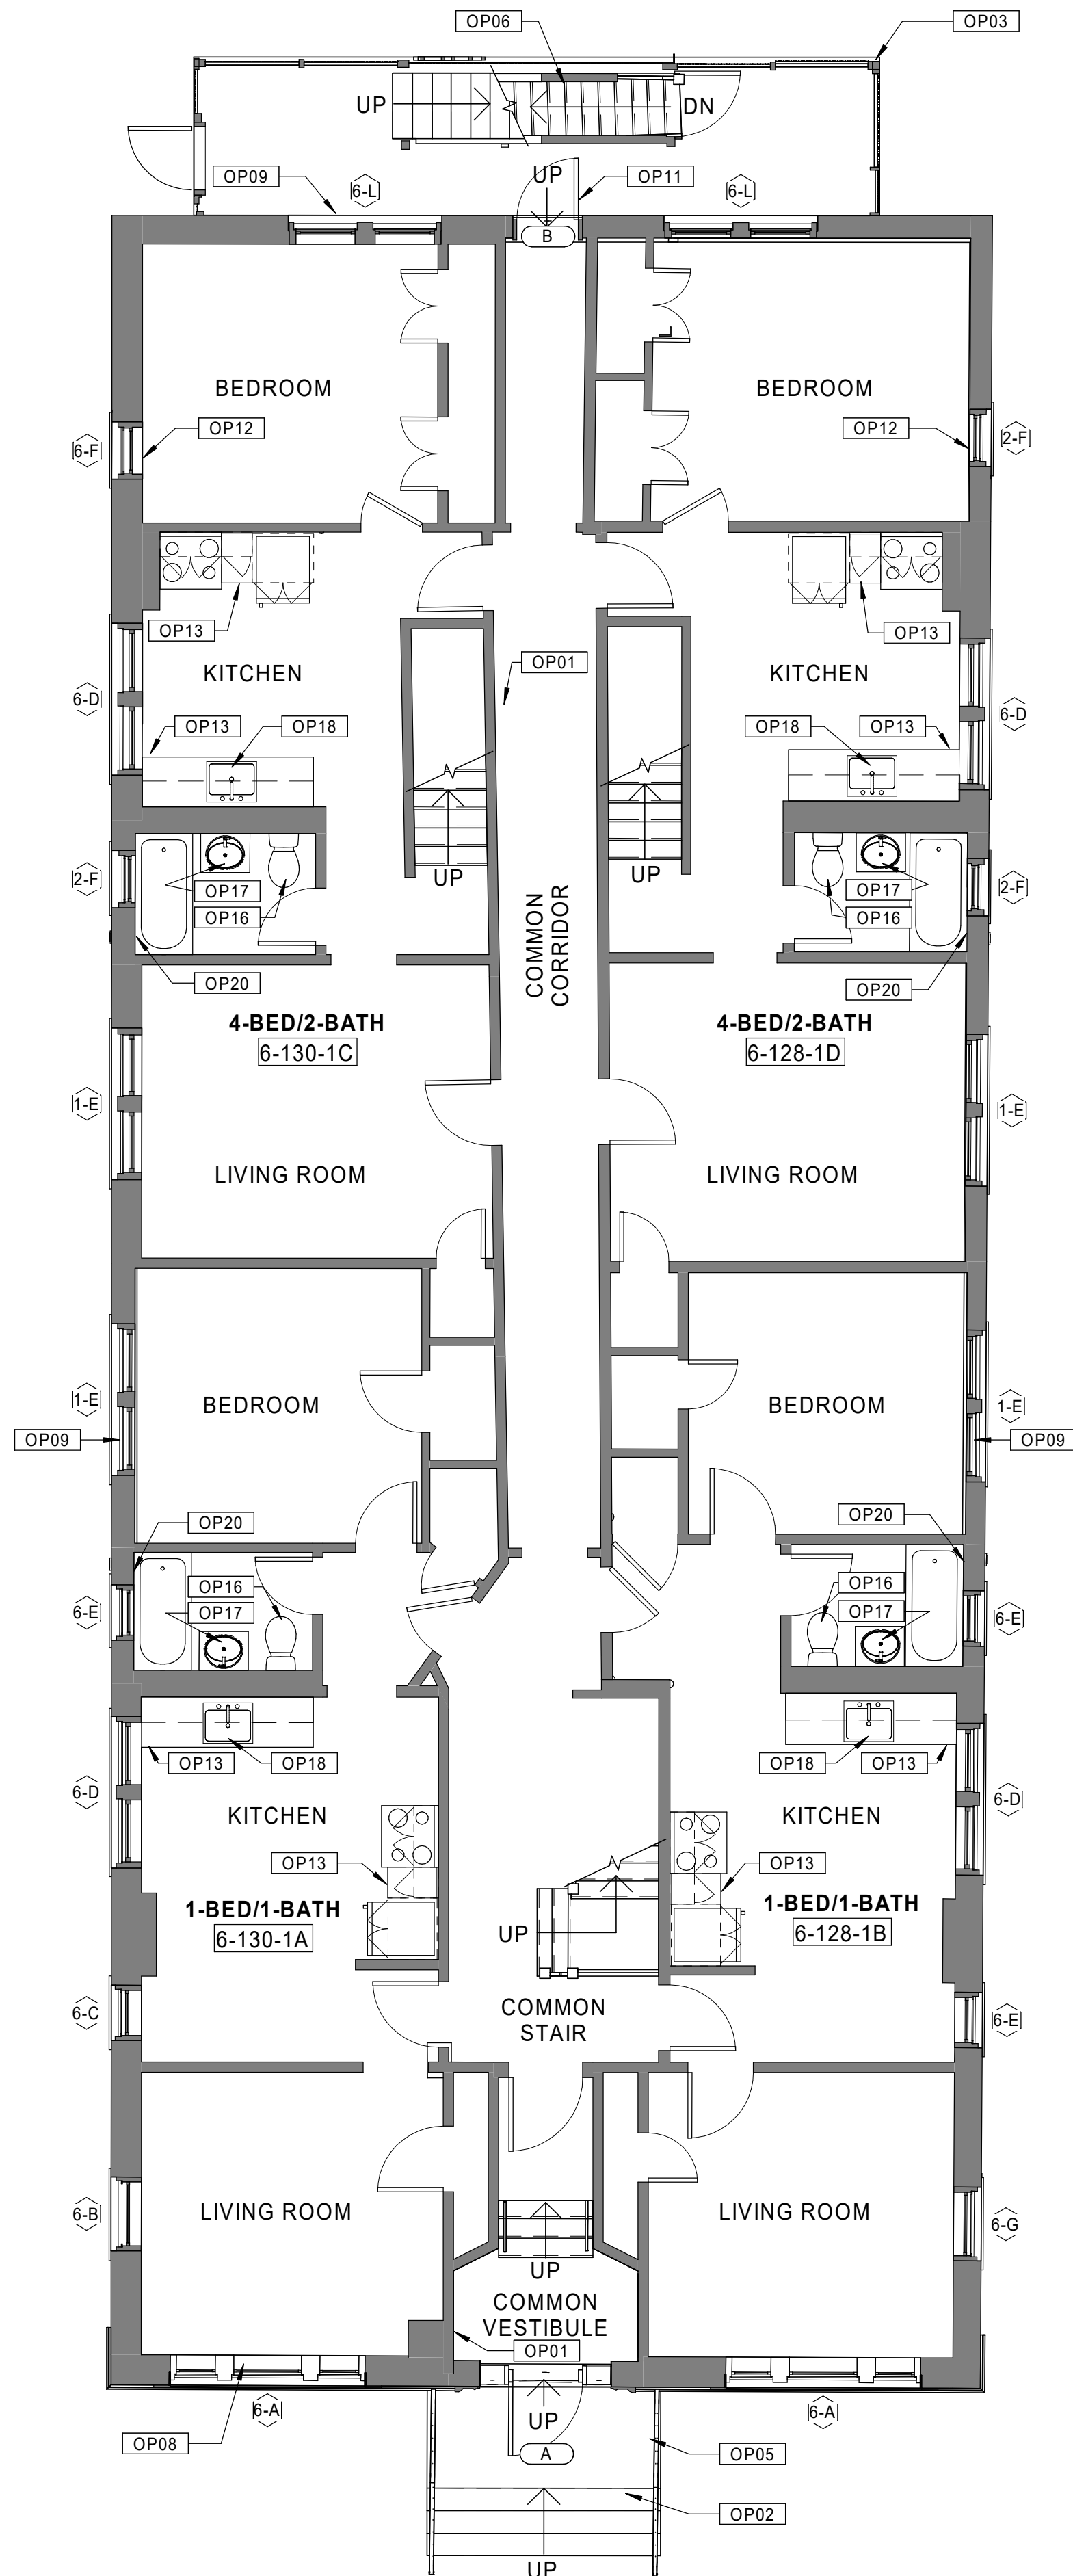 OP06
OP03
UP
DN
OP09
6-L
UP
OP11
6-L
B
BEDROOM
BEDROOM
OP12
OP12
6-F
2-F
OP13
OP13
OP01
KITCHEN
KITCHEN
6-D
6-D
OP13
OP18
OP18
OP13
2-F
UP
UP
2-F
OP17
OP17
OP16
OP16
COMMON
CORRIDOR
OP20
OP20
4-BED/2-BATH
6-130-1C
4-BED/2-BATH
6-128-1D
1-E
1-E
LIVING ROOM
LIVING ROOM
1-E
BEDROOM
BEDROOM
1-E
OP09
OP09
OP20
OP20
OP16
OP16
6-E
OP17
OP17
6-E
OP13
OP18
OP18
OP13
6-D
6-D
KITCHEN
KITCHEN
OP13
OP13
1-BED/1-BATH
6-130-1A
1-BED/1-BATH
6-128-1B
UP
6-C
COMMON
STAIR
6-E
6-B
LIVING ROOM
LIVING ROOM
6-G
UP
COMMON
VESTIBULE
OP01
6-A
6-A
UP
OP08
A
OP05
OP02
UP